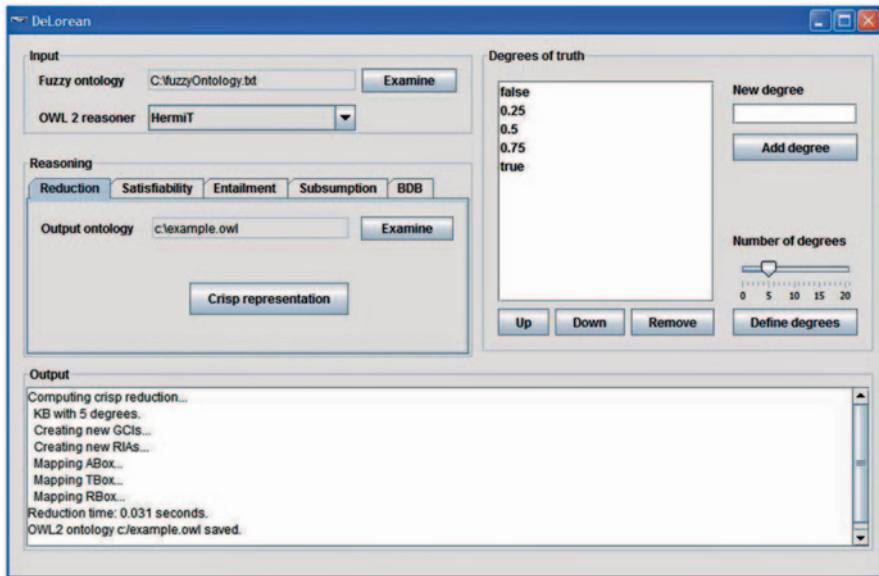 DeLorean
Input
Fuzzy ontology C:\fuzzyOntology.txt Examine
OWL 2 reasoner HermiT
Reasoning
Reduction Satisfiability Entailment Subsumption BDB
Output ontology c:\example.owl Examine
Crisp representation
Degrees of truth
false
0.25
0.5
0.75
true
Up Down Remove
New degree
Add degree
Number of degrees
0 5 10 15 20
Define degrees
Output
Computing crisp reduction...
KB with 5 degrees.
Creating new GCIs...
Creating new RIAs...
Mapping ABox...
Mapping TBox...
Mapping RBox...
Reduction time: 0.031 seconds.
OWL2 ontology c:/example.owl saved.